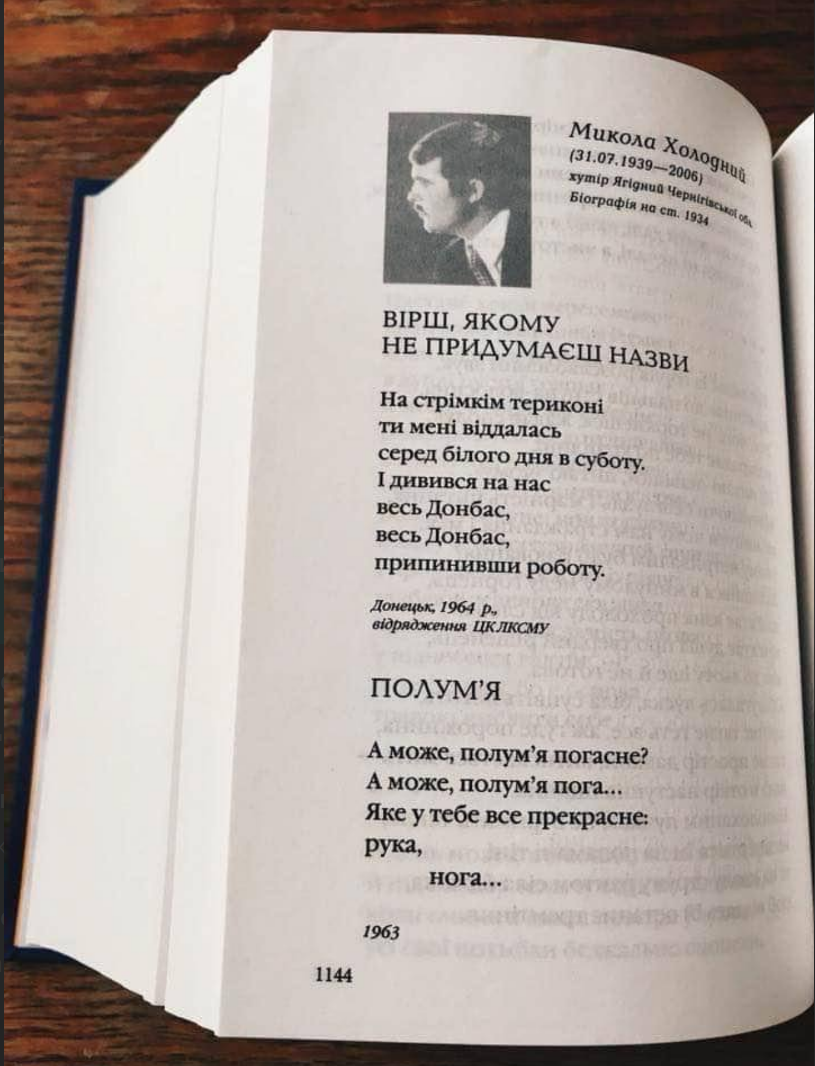 Микола Холодний
(31.07.1939—2006)
хутір Ягідний Чернігівської обл.
Біографія на ст. 1934
ВІРШ, ЯКОМУ
НЕ ПРИДУМАЄШ НАЗВИ
На стрімкім териконі
ти мені віддалась
серед білого дня в суботу.
І дивився на нас
весь Донбас,
весь Донбас,
припинивши роботу.
Донецьк, 1964 р.,
відрядження ЦКЛКСМУ
ПОЛУМ’Я
А може, полум’я погасне?
А може, полум’я пога...
Яке у тебе все прекрасне:
рука,
нога...
1963
1144